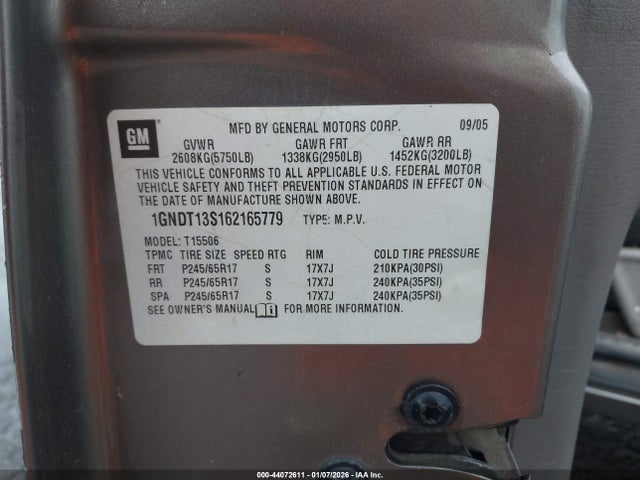 MFD BY GENERAL MOTORS CORP. 09/05
GM
GVWR GAWR FRT GAWR RR
2608KG(5750LB) 1338KG(2950LB) 1452KG(3200LB)
THIS VEHICLE CONFORMS TO ALL APPLICABLE U.S. FEDERAL MOTOR
VEHICLE SAFETY AND THEFT PREVENTION STANDARDS IN EFFECT ON
THE DATE OF MANUFACTURE SHOWN ABOVE.
1GNDT13S162165779 TYPE: M.P.V.
MODEL: T15506
TPMC TIRE SIZE SPEED RTG RIM COLD TIRE PRESSURE
FRT P245/65R17 S 17X7J 210KPA(30PSI)
RR P245/65R17 S 17X7J 240KPA(35PSI)
SPA P245/65R17 S 17X7J 240KPA(35PSI)
SEE OWNER'S MANUAL FOR MORE INFORMATION.
000-44072611 - 01/07/2026 - IAAI.COM